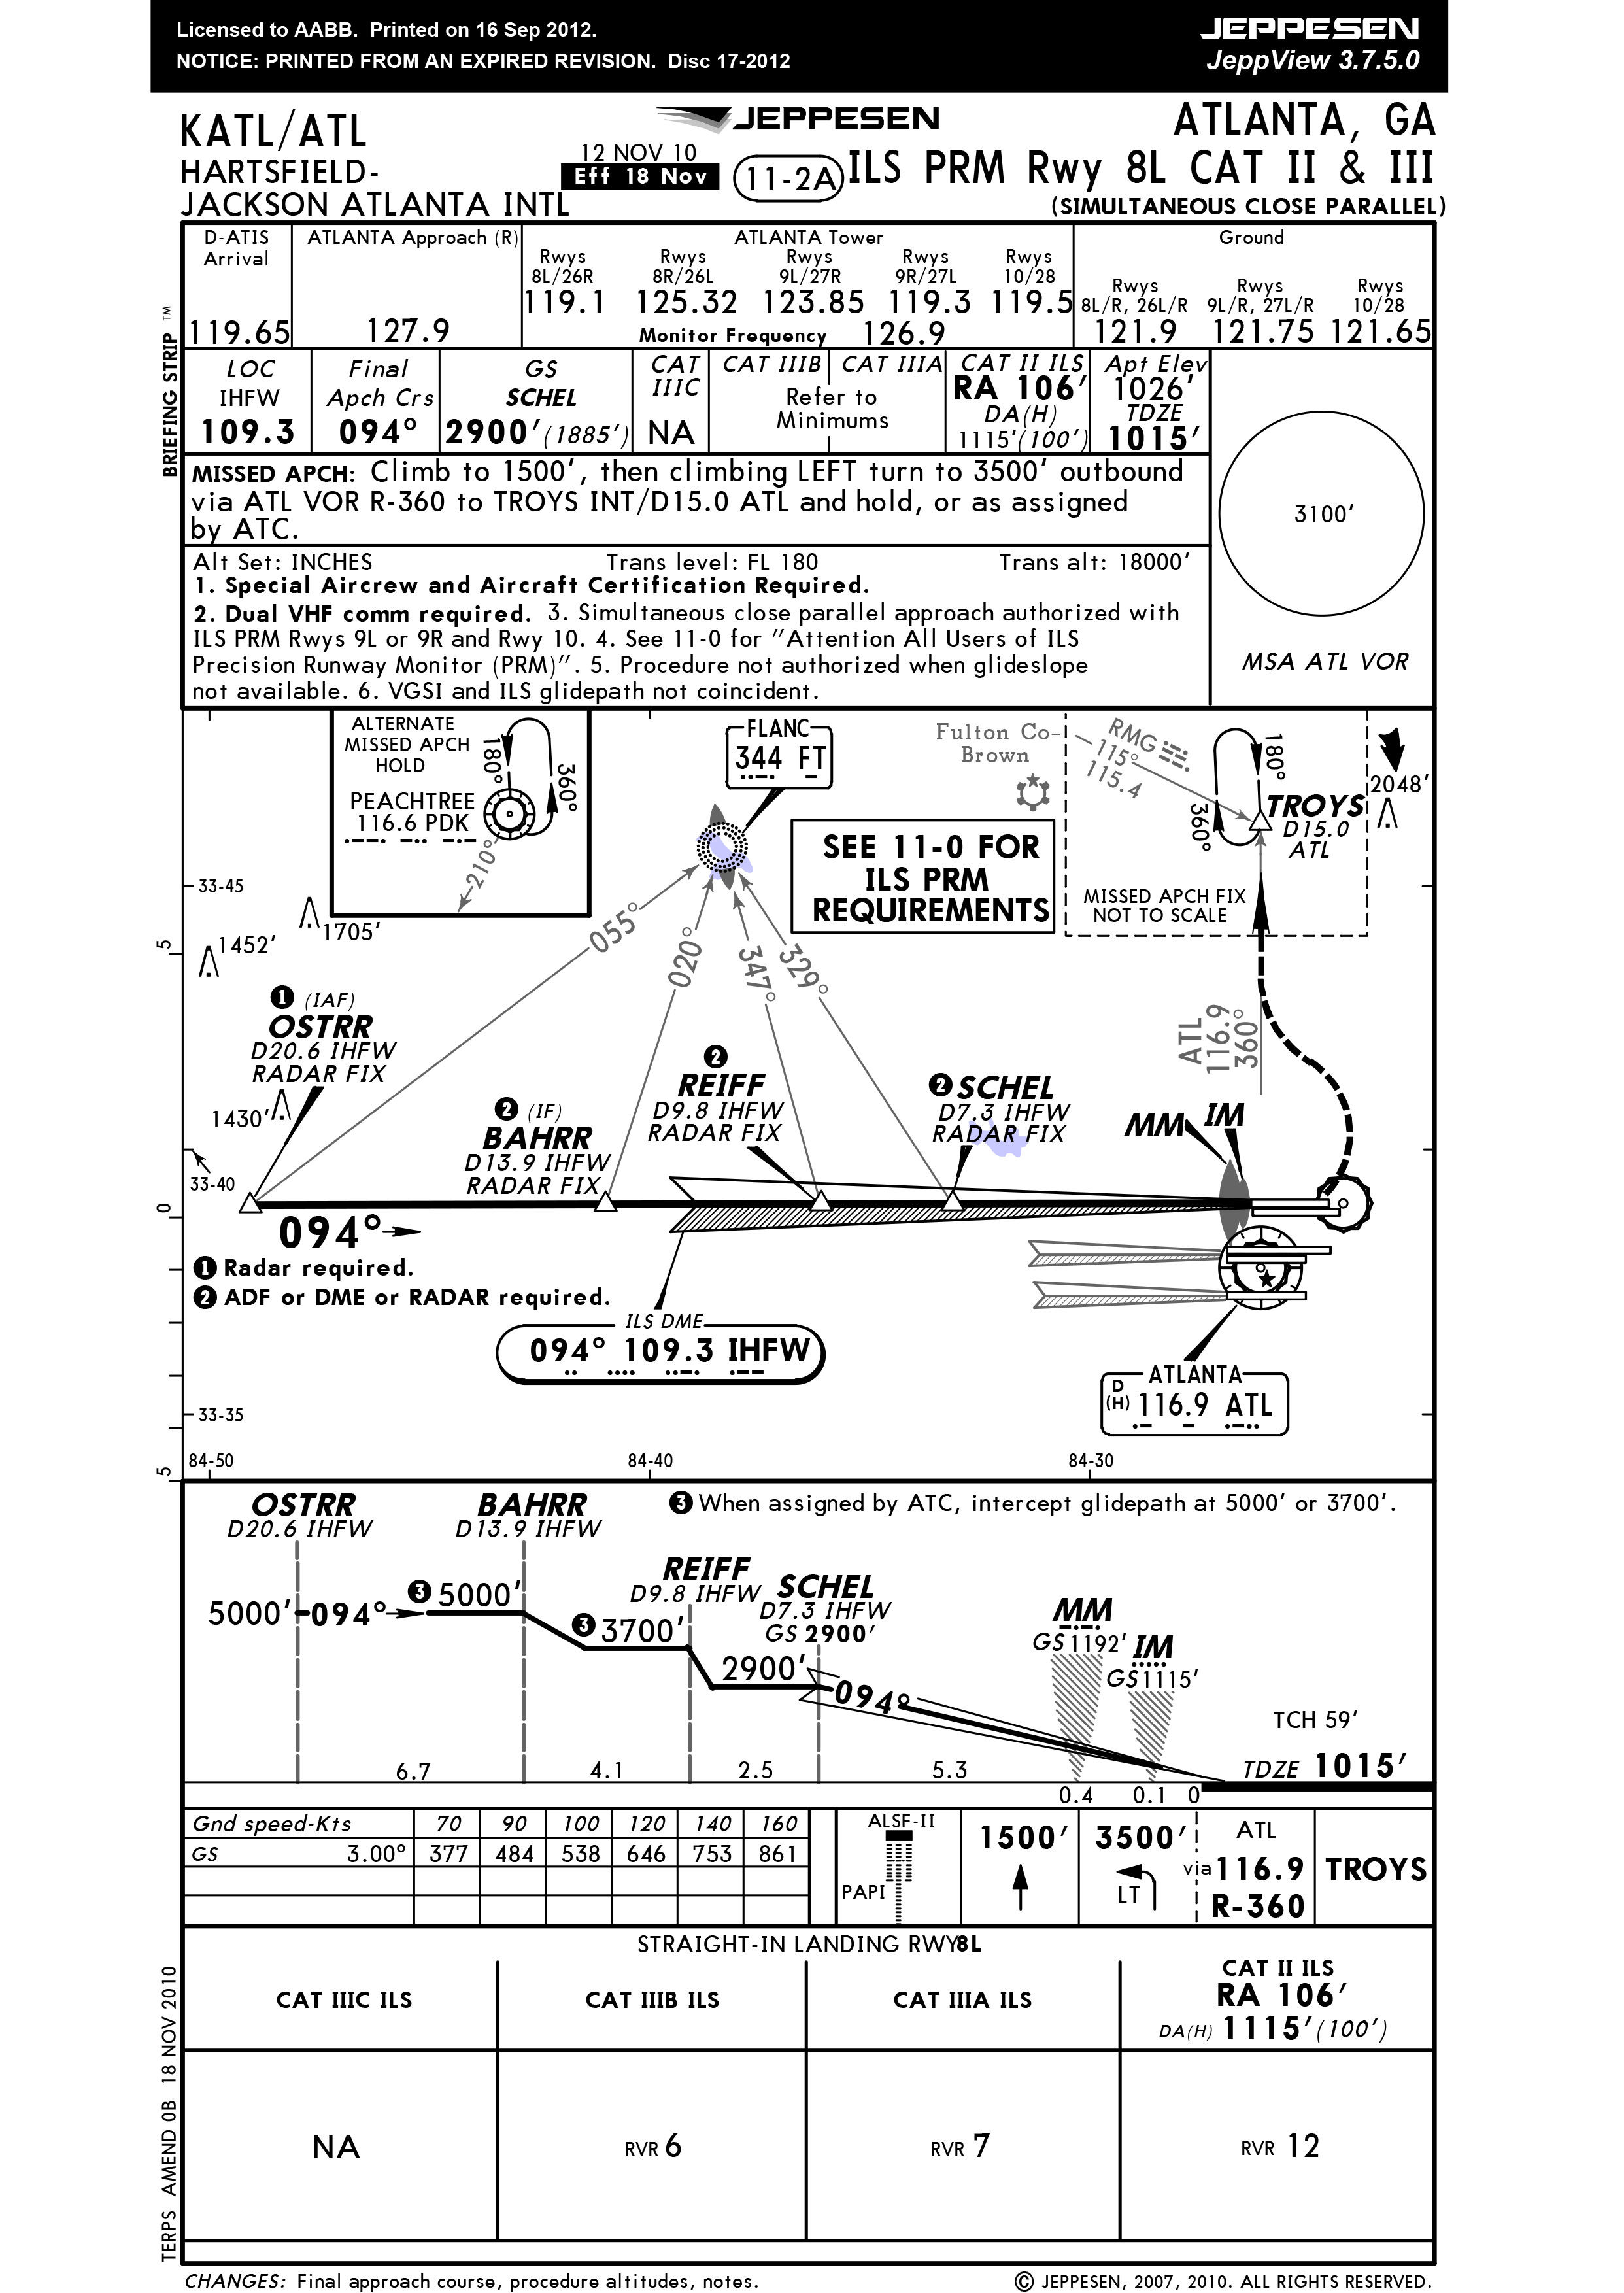 Licensed to AABB. Printed on 16 Sep 2012.
NOTICE: PRINTED FROM AN EXPIRED REVISION. Disc 17-2012
JEPPESEN
JeppView 3.7.5.0
KATL/ATL
HARTSFIELD-
JACKSON ATLANTA INTL
JEPPESEN
12 NOV 10
Eff 18 Nov
11-2A
ATLANTA, GA
ILS PRM Rwy 8L CAT II & III
(SIMULTANEOUS CLOSE PARALLEL)
BRIEFING STRIP TM
D-ATIS
Arrival
119.65
ATLANTA Approach (R)
127.9
ATLANTA Tower
Rwys
8L/26R
119.1
Rwys
8R/26L
125.32
Rwys
9L/27R
123.85
Rwys
9R/27L
119.3
Rwys
10/28
119.5
Monitor Frequency 126.9
Ground
Rwys
8L/R, 26L/R
121.9
Rwys
9L/R, 27L/R
121.75
Rwys
10/28
121.65
LOC
IHFW
109.3
Final
Apch Crs
094°
GS
SCHEL
2900'(1885')
CAT
IIIC
NA
CAT IIIB
CAT IIIA
Refer to
Minimums
CAT II ILS
RA 106'
DA(H)
1115'(100')
Apt Elev
1026'
TDZE
1015'
MISSED APCH: Climb to 1500', then climbing LEFT turn to 3500' outbound
via ATL VOR R-360 to TROYS INT/D15.0 ATL and hold, or as assigned
by ATC.
Alt Set: INCHES Trans level: FL 180 Trans alt: 18000'
1. Special Aircrew and Aircraft Certification Required.
2. Dual VHF comm required. 3. Simultaneous close parallel approach authorized with
ILS PRM Rwys 9L or 9R and Rwy 10. 4. See 11-0 for "Attention All Users of ILS
Precision Runway Monitor (PRM)". 5. Procedure not authorized when glideslope
not available. 6. VGSI and ILS glidepath not coincident.
3100'
MSA ATL VOR
ALTERNATE
MISSED APCH
HOLD
PEACHTREE
116.6 PDK
180°
360°
210°
FLANC
344 FT
Fulton Co-
Brown
SEE 11-0 FOR
ILS PRM
REQUIREMENTS
RMG
115°
115.4
180°
360°
TROYS
D15.0
ATL
MISSED APCH FIX
NOT TO SCALE
2048'
33-45
1705'
1452'
5
055°
020°
347°
329°
1 (IAF)
OSTRR
D20.6 IHFW
RADAR FIX
1430'
33-40
2 (IF)
BAHRR
D13.9 IHFW
RADAR FIX
2
REIFF
D9.8 IHFW
RADAR FIX
2 SCHEL
D7.3 IHFW
RADAR FIX
MM
IM
ATL
116.9
360°
0
094°
1 Radar required.
2 ADF or DME or RADAR required.
ILS DME
094° 109.3 IHFW
ATLANTA
D
(H) 116.9 ATL
33-35
5
84-50
84-40
84-30
OSTRR
D20.6 IHFW
BAHRR
D13.9 IHFW
3 When assigned by ATC, intercept glidepath at 5000' or 3700'.
REIFF
D9.8 IHFW
SCHEL
D7.3 IHFW
GS 2900'
5000' 094° 3 5000'
3 3700'
2900'
094°
MM
GS 1192'
IM
GS 1115'
TCH 59'
TDZE 1015'
6.7
4.1
2.5
5.3
0.4
0.1
0
Gnd speed-Kts 70 90 100 120 140 160
GS 3.00° 377 484 538 646 753 861
ALSF-II
PAPI
1500'
3500'
LT
via
ATL
116.9
R-360
TROYS
STRAIGHT-IN LANDING RWY 8L
CAT IIIC ILS
CAT IIIB ILS
CAT IIIA ILS
CAT II ILS
RA 106'
DA(H) 1115'(100')
NA
RVR 6
RVR 7
RVR 12
TERPS AMEND 0B 18 NOV 2010
CHANGES: Final approach course, procedure altitudes, notes.
© JEPPESEN, 2007, 2010. ALL RIGHTS RESERVED.